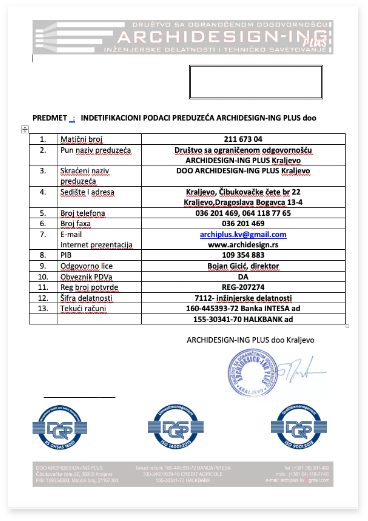 DRUŠTVO SA OGRANIČENOM ODGOVORNOŠĆU
ARCHIDESIGN-ING
PLUS
INŽENJERSKE DELATNOSTI I TEHNIČKO SAVETOVANJE
PREDMET : INDETIFIKACIONI PODACI PREDUZEĆA ARCHIDESIGN-ING PLUS doo
1. Matični broj 211 673 04
2. Pun naziv preduzeća Društvo sa ograničenom odgovornošću
ARCHIDESIGN-ING PLUS Kraljevo
3. Skraćeni naziv DOO ARCHIDESIGN-ING PLUS Kraljevo
preduzeća
4. Sedište I adresa Kraljevo, Čibukovačke čete br 22
Kraljevo,Dragoslava Bogavca 13-4
5. Broj telefona 036 201 469, 064 118 77 65
6. Broj faxa 036 201 469
7. E-mail archiplus.kv@gmail.com
Internet prezentacija www.archidesign.rs
8. PIB 109 354 883
9. Odgovorno lice Bojan Gicić, direktor
10. Obveznik PDVa DA
11. Reg broj potvrde REG-207274
12. Šifra delatnosti 7112- inžinjerske delatnosti
13. Tekući računi 160-445393-72 Banka INTESA ad
155-30341-70 HALKBANK ad
ARCHIDESIGN-ING PLUS doo Kraljevo
DQS
DQS
DQS